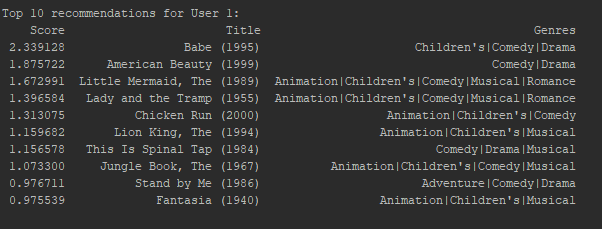 Top 10 recommendations for User 1:
Score Title Genres
2.339128 Babe (1995) Children's|Comedy|Drama
1.875722 American Beauty (1999) Comedy|Drama
1.672991 Little Mermaid, The (1989) Animation|Children's|Comedy|Musical|Romance
1.396584 Lady and the Tramp (1955) Animation|Children's|Comedy|Musical|Romance
1.313075 Chicken Run (2000) Animation|Children's|Comedy
1.159682 Lion King, The (1994) Animation|Children's|Musical
1.156578 This Is Spinal Tap (1984) Comedy|Drama|Musical
1.073300 Jungle Book, The (1967) Animation|Children's|Comedy|Musical
0.976711 Stand by Me (1986) Adventure|Comedy|Drama
0.975539 Fantasia (1940) Animation|Children's|Musical